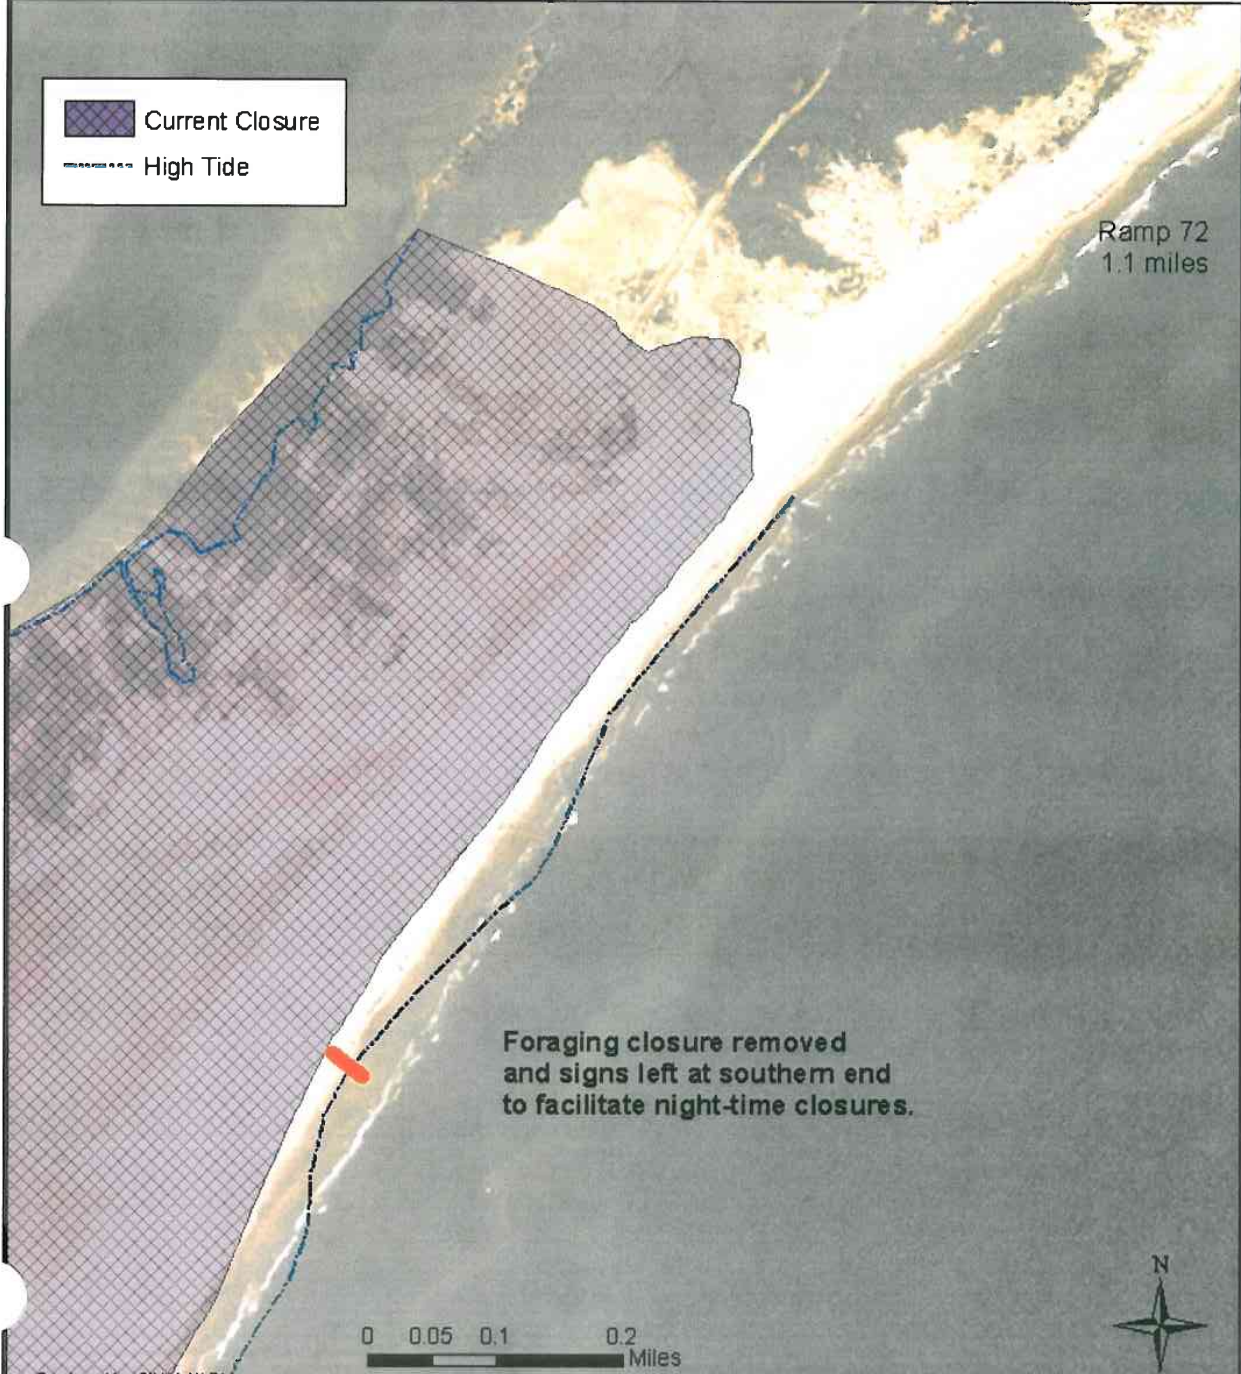 Current Closure
High Tide
Ramp 72
1.1 miles
Foraging closure removed
and signs left at southern end
to facilitate night-time closures.
N
0 0.05 0.1 0.2
Miles